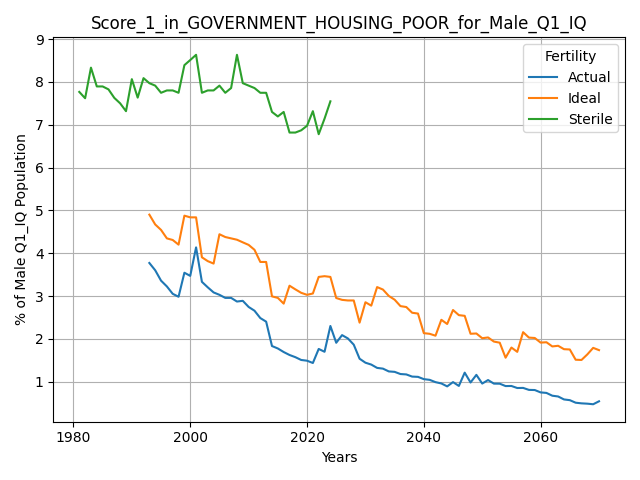 Score_1_in_GOVERNMENT_HOUSING_POOR_for_Male_Q1_IQ
% of Male Q1_IQ Population
9
8
7
6
5
4
3
2
1
Fertility
Actual
Ideal
Sterile
1980
2000
2020
2040
2060
Years